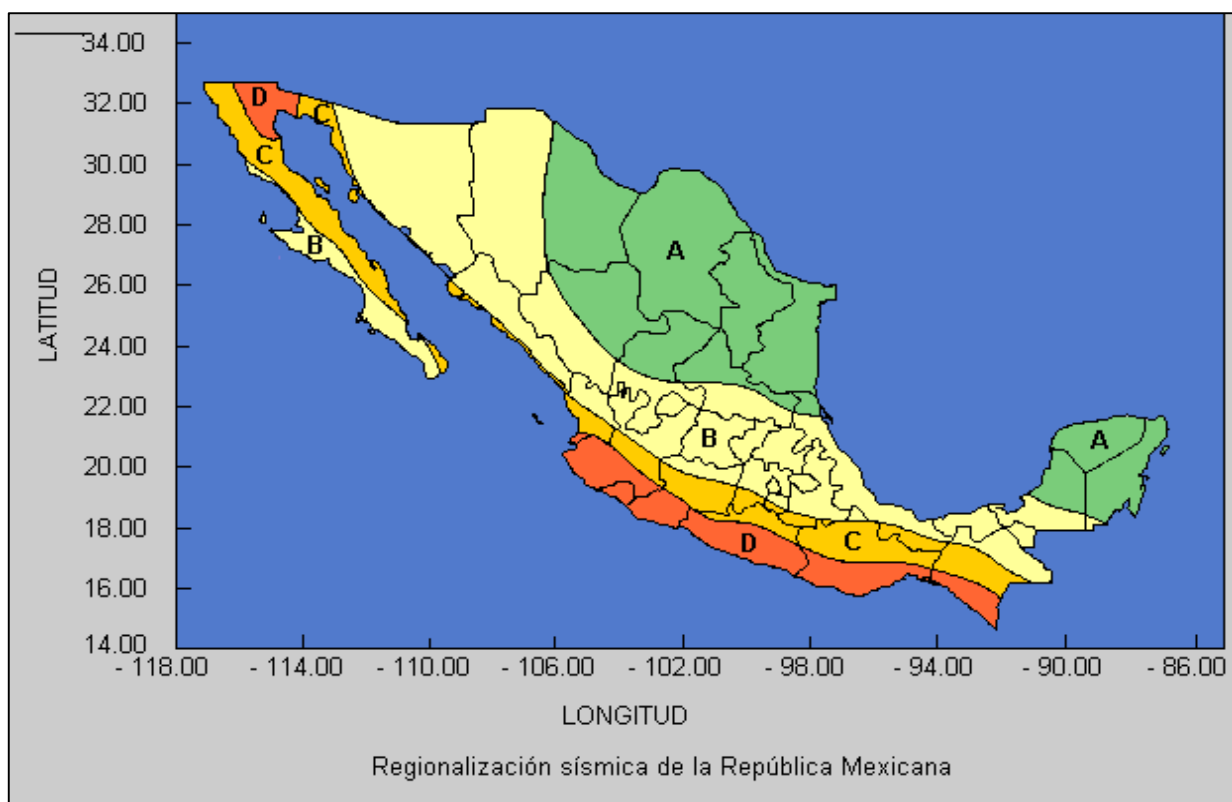 34.00
32.00
30.00
28.00
26.00
24.00
22.00
20.00
18.00
16.00
14.00
LATITUD
D
C
C
B
A
B
A
D
C
- 118.00 - 114.00 - 110.00 - 106.00 - 102.00 - 98.00 - 94.00 - 90.00 - 86.00
LONGITUD
Regionalización sísmica de la República Mexicana